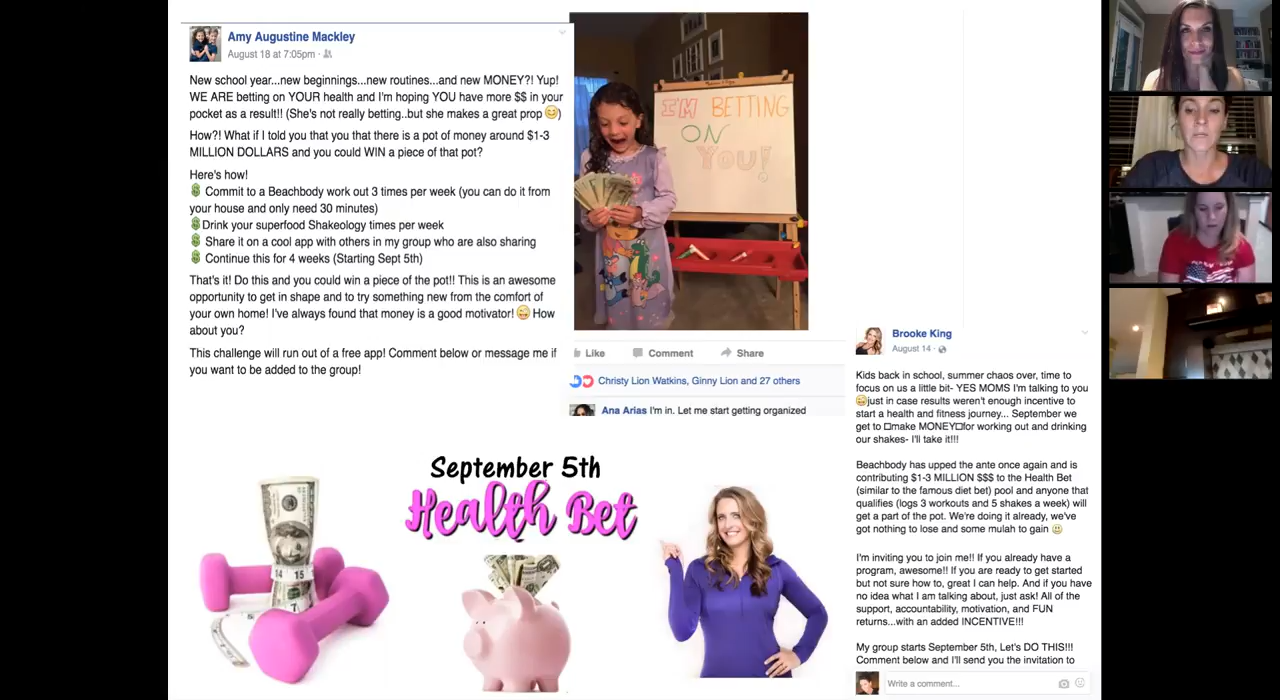 Amy Augustine Mackley
August 18 at 7:05pm ·
New school year...new beginnings...new routines...and new MONEY?! Yup!
WE ARE betting on YOUR health and I'm hoping YOU have more $$ in your
pocket as a result!! (She's not really betting..but she makes a great prop 😊)
How?! What if I told you that you that there is a pot of money around $1-3
MILLION DOLLARS and you could WIN a piece of that pot?
Here's how!
💲 Commit to a Beachbody work out 3 times per week (you can do it from
your house and only need 30 minutes)
💲Drink your superfood Shakeology times per week
💲 Share it on a cool app with others in my group who are also sharing
💲 Continue this for 4 weeks (Starting Sept 5th)
That's it! Do this and you could win a piece of the pot!! This is an awesome
opportunity to get in shape and to try something new from the comfort of
your own home! I've always found that money is a good motivator! 😜 How
about you?
This challenge will run out of a free app! Comment below or message me if
you want to be added to the group!
I'M BETTING
ON
YOU!
Like Comment Share
Christy Lion Watkins, Ginny Lion and 27 others
Ana Arias I'm in. Let me start getting organized
September 5th
Health Bet
14 15
7
Brooke King
August 14 ·
Kids back in school, summer chaos over, time to
focus on us a little bit- YES MOMS I'm talking to you
😄just in case results weren't enough incentive to
start a health and fitness journey... September we
get to □make MONEY□for working out and drinking
our shakes- I'll take it!!!
Beachbody has upped the ante once again and is
contributing $1-3 MILLION $$$ to the Health Bet
(similar to the famous diet bet) pool and anyone that
qualifies (logs 3 workouts and 5 shakes a week) will
get a part of the pot. We're doing it already, we've
got nothing to lose and some mulah to gain 😃
I'm inviting you to join me!! If you already have a
program, awesome!! If you are ready to get started
but not sure how to, great I can help. And if you have
no idea what I am talking about, just ask! All of the
support, accountability, motivation, and FUN
returns...with an added INCENTIVE!!!
My group starts September 5th, Let's DO THIS!!!
Comment below and I'll send you the invitation to
Write a comment...